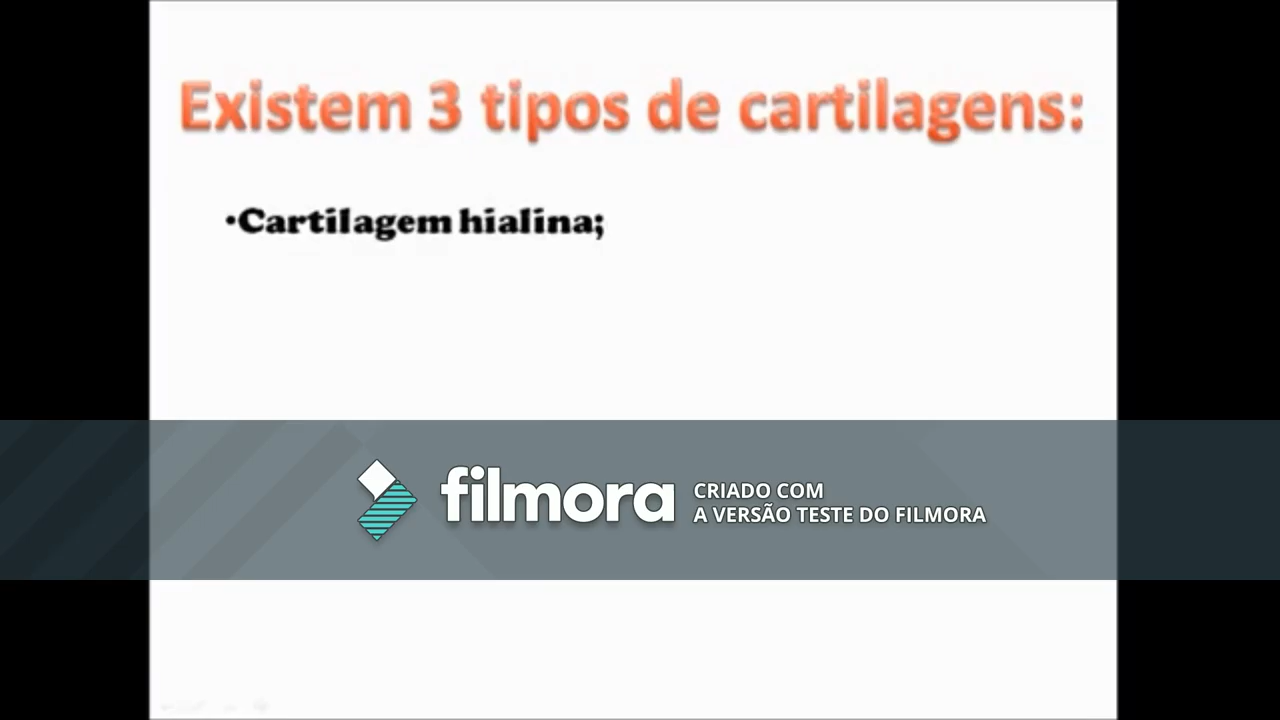 Existem 3 tipos de cartilagens:
•Cartilagem hialina;
filmora
CRIADO COM
A VERSÃO TESTE DO FILMORA